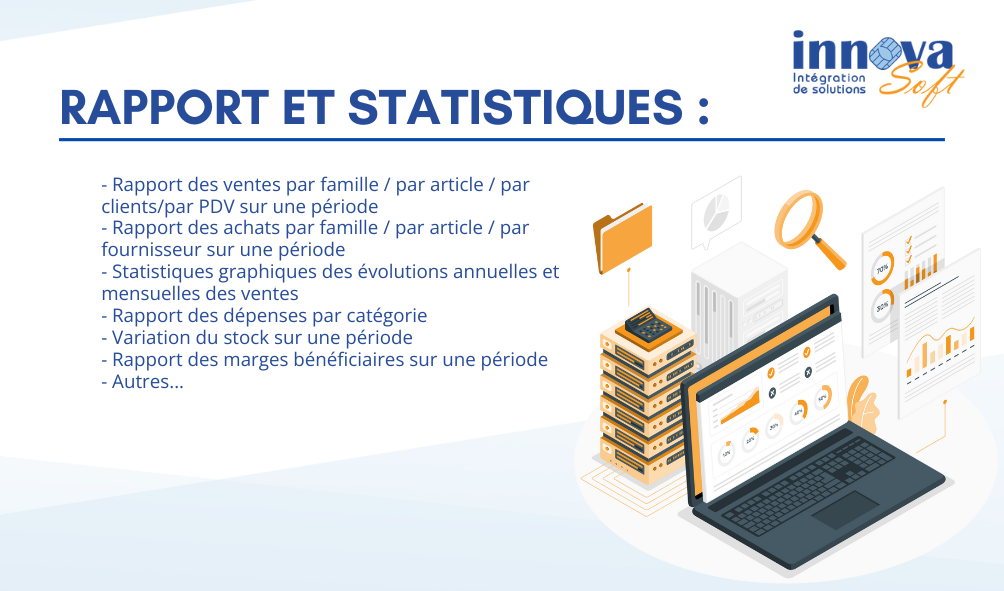 innova
Intégration
de solutions
Soft
RAPPORT ET STATISTIQUES :
- Rapport des ventes par famille / par article / par
clients/par PDV sur une période
- Rapport des achats par famille / par article / par
fournisseur sur une période
- Statistiques graphiques des évolutions annuelles et
mensuelles des ventes
- Rapport des dépenses par catégorie
- Variation du stock sur une période
- Rapport des marges bénéficiaires sur une période
- Autres...
70%
10%
20%
40%
50%